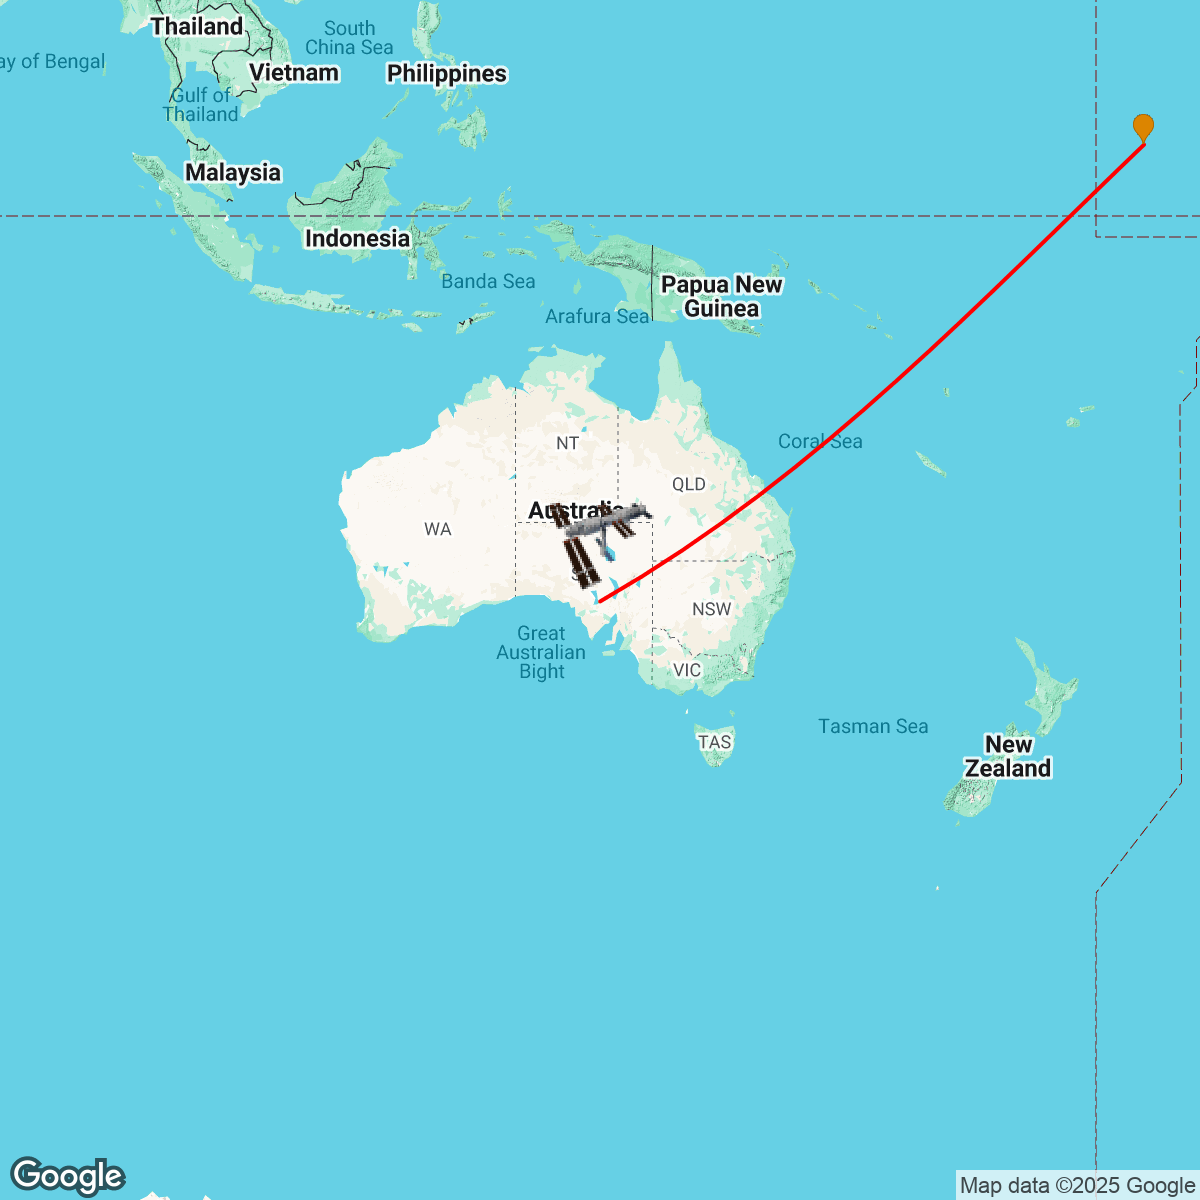 Thailand
South
China Sea
ay of Bengal
Vietnam
Philippines
Gulf of
Thailand
Malaysia
Indonesia
Banda Sea
Papua New
Guinea
Arafura Sea
NT
Coral Sea
QLD
Australia
WA
NSW
Great
Australian
Bight
VIC
Tasman Sea
TAS
New
Zealand
Google
Map data ©2025 Google